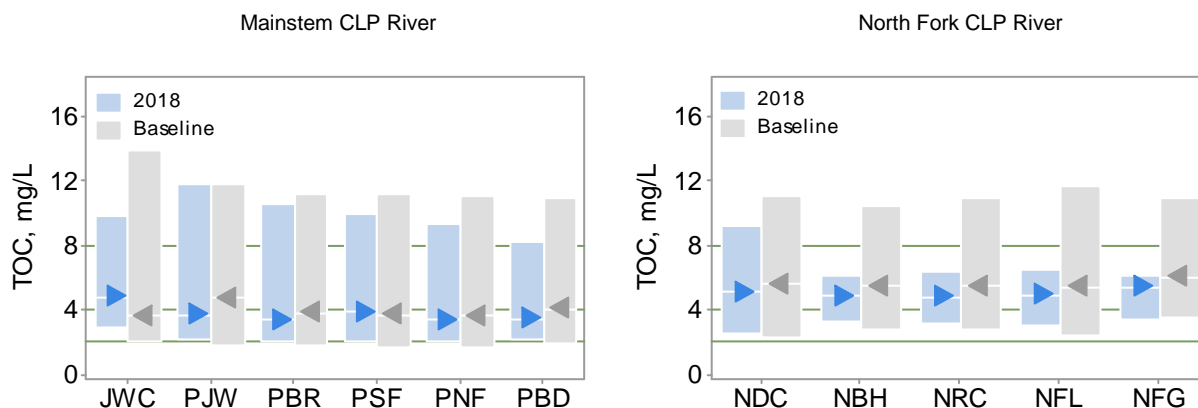 Mainstem CLP River
North Fork CLP River
2018
Baseline
TOC, mg/L
16
12
8
4
0
JWC PJW PBR PSF PNF PBD
2018
Baseline
TOC, mg/L
16
12
8
4
0
NDC NBH NRC NFL NFG